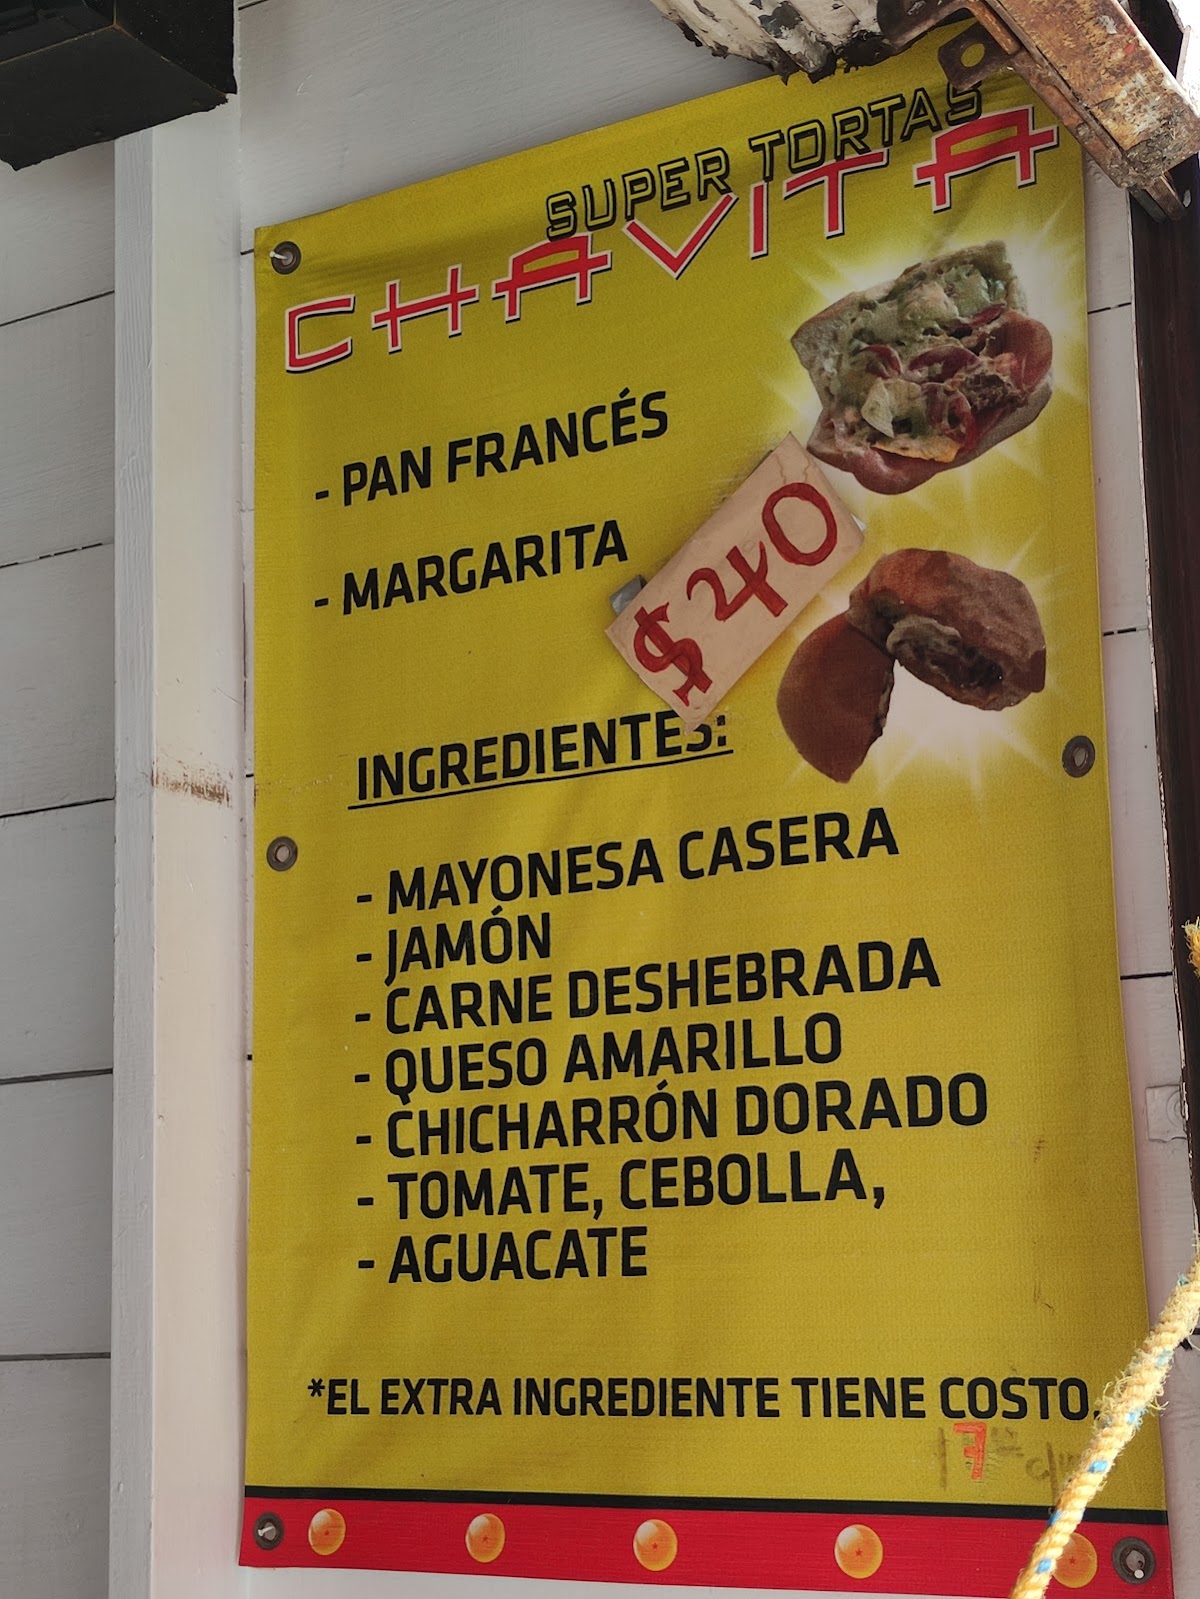 SUPER TORTAS
CHAVITA
- PAN FRANCÉS
- MARGARITA
$ 40
INGREDIENTES:
- MAYONESA CASERA
- JAMÓN
- CARNE DESHEBRADA
- QUESO AMARILLO
- CHICHARRÓN DORADO
- TOMATE, CEBOLLA,
- AGUACATE
*EL EXTRA INGREDIENTE TIENE COSTO.